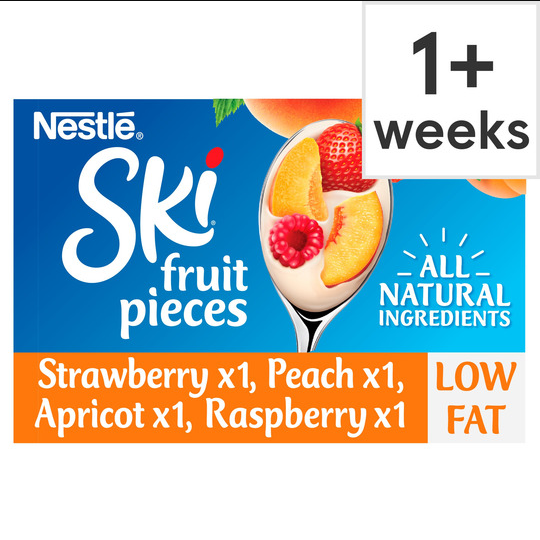 1+
weeks
Nestlé®
Ski®
fruit
pieces
ALL
NATURAL
INGREDIENTS
Strawberry x1, Peach x1,
Apricot x1, Raspberry x1
LOW
FAT